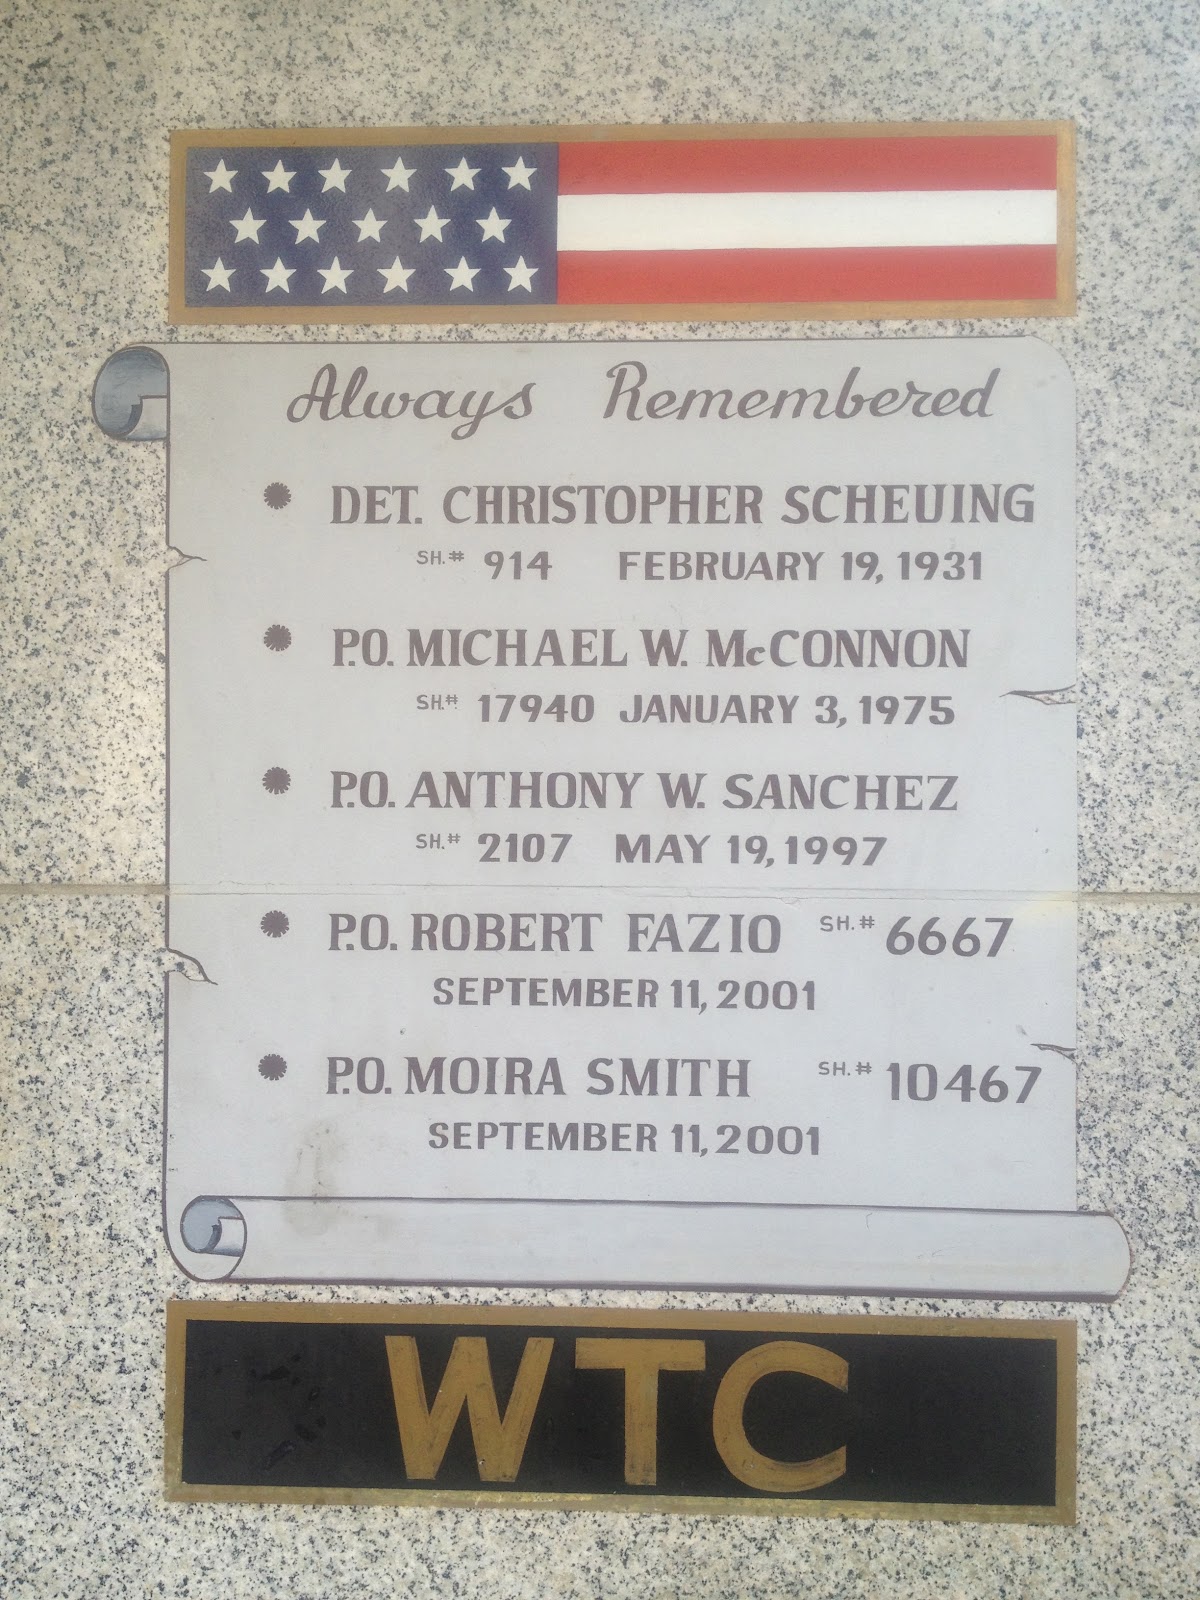 Always Remembered
DET. CHRISTOPHER SCHEUING
SH.# 914 FEBRUARY 19, 1931
P.O. MICHAEL W. McCONNON
SH.# 17940 JANUARY 3, 1975
P.O. ANTHONY W. SANCHEZ
SH.# 2107 MAY 19, 1997
P.O. ROBERT FAZIO SH.# 6667
SEPTEMBER 11, 2001
P.O. MOIRA SMITH SH.# 10467
SEPTEMBER 11, 2001
WTC